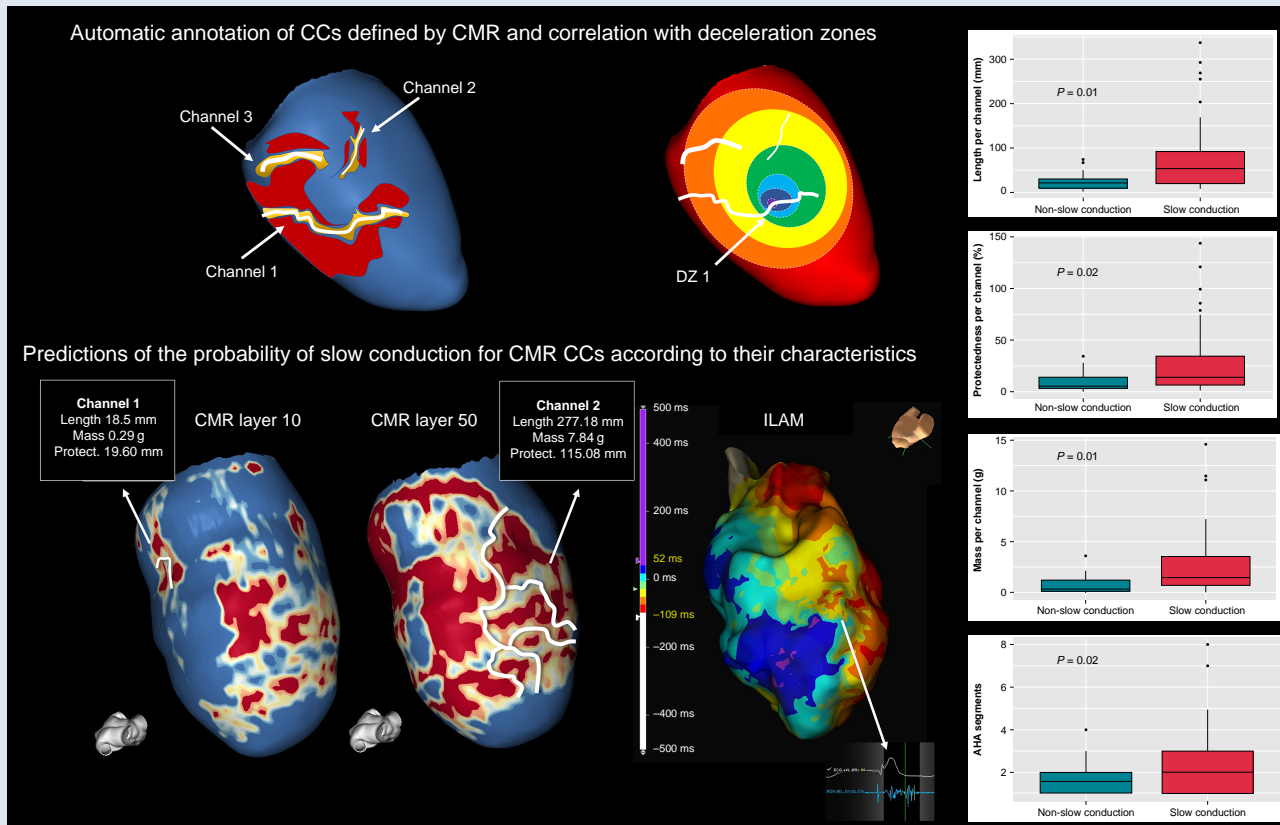 Automatic annotation of CCs defined by CMR and correlation with deceleration zones
Channel 3
Channel 2
Channel 1
DZ 1
Predictions of the probability of slow conduction for CMR CCs according to their characteristics
Channel 1
Length 18.5 mm
Mass 0.29 g
Protect. 19.60 mm
CMR layer 10
CMR layer 50
Channel 2
Length 277.18 mm
Mass 7.84 g
Protect. 115.08 mm
500 ms
400 ms
200 ms
52 ms
0 ms
–109 ms
–200 ms
–400 ms
–500 ms
ILAM
Length per channel (mm)
300
200
100
50
0
P = 0.01
Non-slow conduction
Slow conduction
Protectedness per channel (%)
150
100
50
0
P = 0.02
Non-slow conduction
Slow conduction
Mass per channel (g)
15
10
5
0
P = 0.01
Non-slow conduction
Slow conduction
AHA segments
8
6
4
2
P = 0.02
Non-slow conduction
Slow conduction